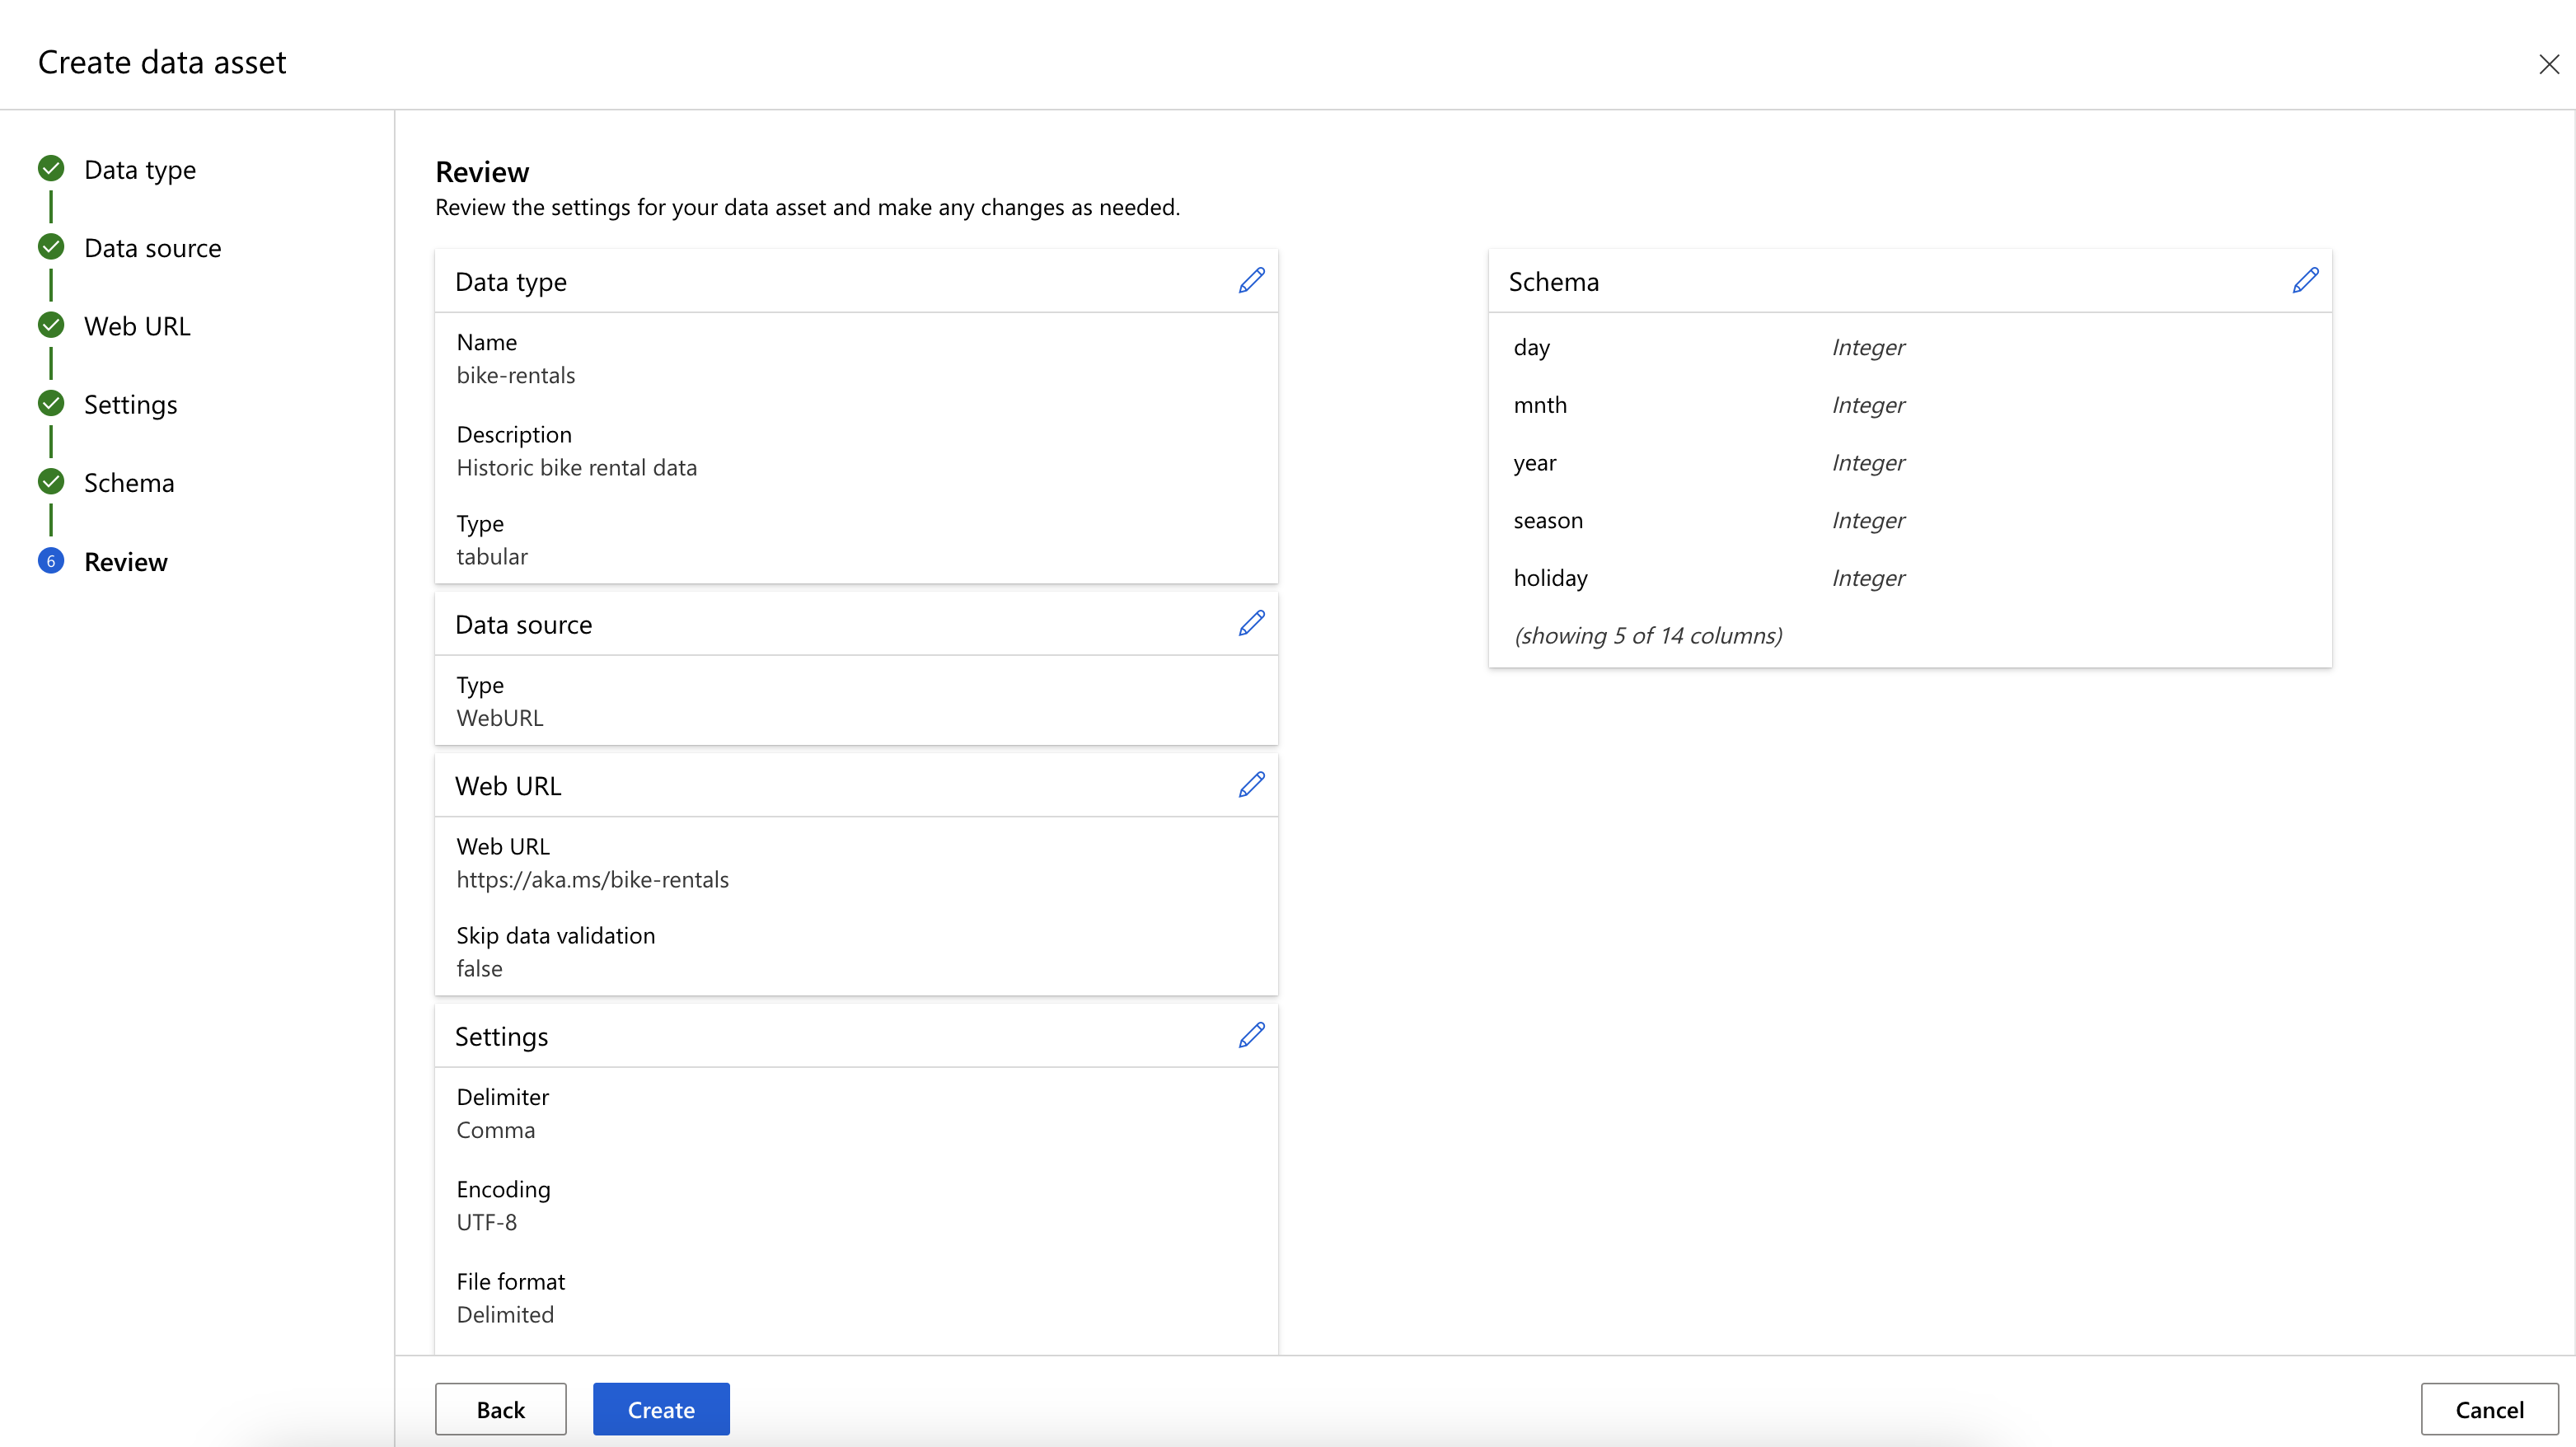 Create data asset
Data type
Data source
Web URL
Settings
Schema
6 Review
Review
Review the settings for your data asset and make any changes as needed.
Data type
Name
bike-rentals
Description
Historic bike rental data
Type
tabular
Data source
Type
WebURL
Web URL
Web URL
https://aka.ms/bike-rentals
Skip data validation
false
Settings
Delimiter
Comma
Encoding
UTF-8
File format
Delimited
Schema
day Integer
mnth Integer
year Integer
season Integer
holiday Integer
(showing 5 of 14 columns)
Back Create Cancel